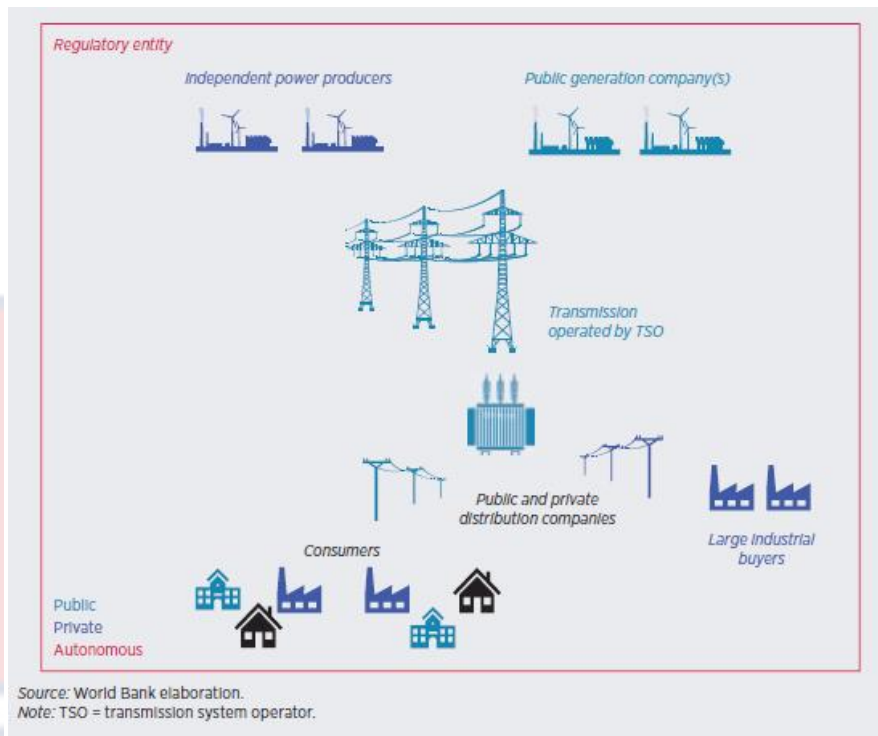 Regulatory entity
Independent power producers
Public generation company(s)
Transmission
operated by TSO
Public and private
distribution companies
Large industrial
buyers
Consumers
Public
Private
Autonomous
Source: World Bank elaboration.
Note: TSO = transmission system operator.